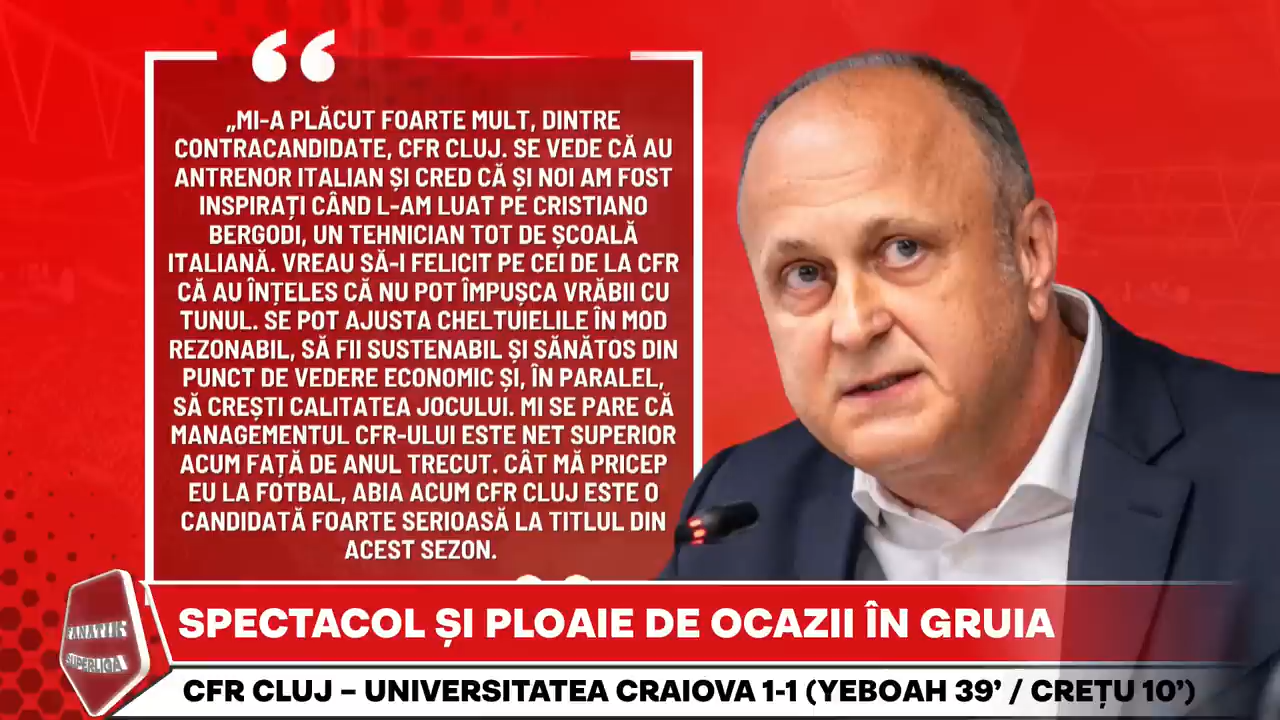 „MI-A PLĂCUT FOARTE MULT, DINTRE
CONTRACANDIDATE, CFR CLUJ. SE VEDE CĂ AU
ANTRENOR ITALIAN ȘI CRED CĂ ȘI NOI AM FOST
INSPIRAȚI CÂND L-AM LUAT PE CRISTIANO
BERGODI, UN TEHNICIAN TOT DE ȘCOALĂ
ITALIANĂ. VREAU SĂ-I FELICIT PE CEI DE LA CFR
CĂ AU ÎNȚELES CĂ NU POT ÎMPUȘCA VRĂBII CU
TUNUL. SE POT AJUSTA CHELTUIELILE ÎN MOD
REZONABIL, SĂ FII SUSTENABIL ȘI SĂNĂTOS DIN
PUNCT DE VEDERE ECONOMIC ȘI, ÎN PARALEL,
SĂ CREȘTI CALITATEA JOCULUI. MI SE PARE CĂ
MANAGEMENTUL CFR-ULUI ESTE NET SUPERIOR
ACUM FAȚĂ DE ANUL TRECUT. CÂT MĂ PRICEP
EU LA FOTBAL, ABIA ACUM CFR CLUJ ESTE O
CANDIDATĂ FOARTE SERIOASĂ LA TITLUL DIN
ACEST SEZON.
SPECTACOL ȘI PLOAIE DE OCAZII ÎN GRUIA
FANATIK
SUPERLIGA
CFR CLUJ – UNIVERSITATEA CRAIOVA 1-1 (YEBOAH 39’ / CREȚU 10’)